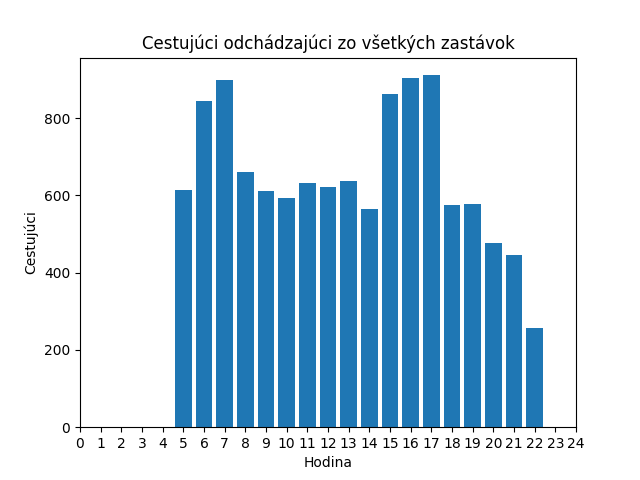 Cestujúci odchádzajúci zo všetkých zastávok
800
600
400
200
0
Cestujúci
0 1 2 3 4 5 6 7 8 9 10 11 12 13 14 15 16 17 18 19 20 21 22 23 24
Hodina